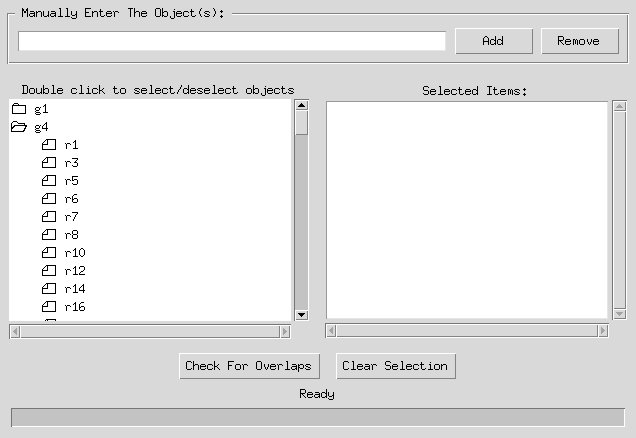 Manually Enter The Object(s):
Add
Remove
Double click to select/deselect objects
Selected Items:
g1
g4
r1
r3
r5
r6
r7
r8
r10
r12
r14
r16
Check For Overlaps
Clear Selection
Ready